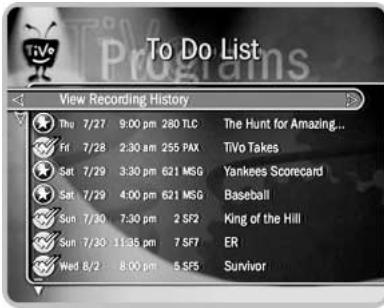 TiVo
Programs
To Do List
View Recording History
Thu 7/27 9:00 pm 280 TLC The Hunt for Amazing...
Fri 7/28 2:30 am 255 PAX TiVo Takes
Sat 7/29 3:30 pm 621 MSG Yankees Scorecard
Sat 7/29 4:00 pm 621 MSG Baseball
Sun 7/30 7:30 pm 2 SF2 King of the Hill
Sun 7/30 11:35 pm 7 SF7 ER
Wed 8/2 8:00 pm 5 SF5 Survivor